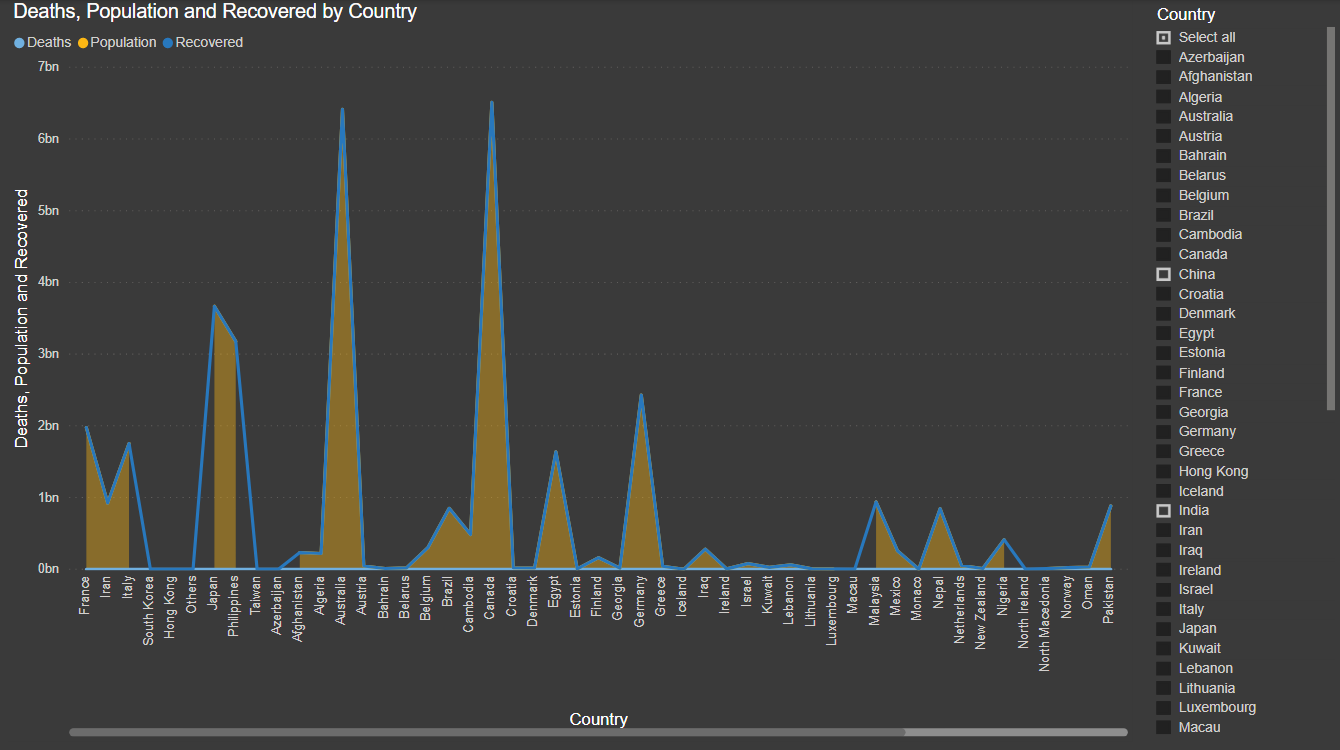 Deaths, Population and Recovered by Country
Deaths Population Recovered
7bn
6bn
5bn
4bn
3bn
2bn
1bn
0bn
Deaths, Population and Recovered
France
Iran
Italy
South Korea
Hong Kong
Others
Japan
Philippines
Taiwan
Azerbaijan
Afghanistan
Algeria
Australia
Austria
Bahrain
Belarus
Belgium
Brazil
Cambodia
Canada
Croatia
Denmark
Egypt
Estonia
Finland
Georgia
Germany
Greece
Iceland
Iraq
Ireland
Israel
Kuwait
Lebanon
Lithuania
Luxembourg
Macau
Malaysia
Mexico
Monaco
Nepal
Netherlands
New Zealand
Nigeria
North Ireland
North Macedonia
Norway
Oman
Pakistan
Country
Country
Select all
Azerbaijan
Afghanistan
Algeria
Australia
Austria
Bahrain
Belarus
Belgium
Brazil
Cambodia
Canada
China
Croatia
Denmark
Egypt
Estonia
Finland
France
Georgia
Germany
Greece
Hong Kong
Iceland
India
Iran
Iraq
Ireland
Israel
Italy
Japan
Kuwait
Lebanon
Lithuania
Luxembourg
Macau